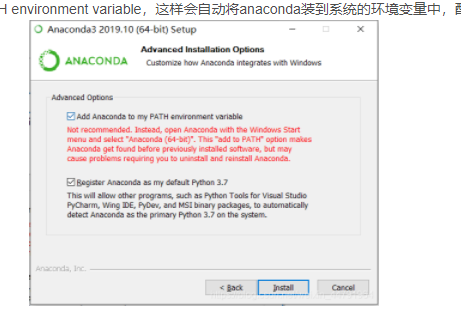 H environment variable，这样会自动将anaconda装到系统的环境变量中，配
Anaconda3 2019.10 (64-bit) Setup
ANACONDA
Advanced Installation Options
Customize how Anaconda integrates with Windows
Advanced Options
Add Anaconda to my PATH environment variable
Not recommended. Instead, open Anaconda with the Windows Start
menu and select "Anaconda (64-bit)". This "add to PATH" option makes
Anaconda get found before previously installed software, but may
cause problems requiring you to uninstall and reinstall Anaconda.
Register Anaconda as my default Python 3.7
This will allow other programs, such as Python Tools for Visual Studio
PyCharm, Wing IDE, PyDev, and MSI binary packages, to automatically
detect Anaconda as the primary Python 3.7 on the system.
Anaconda, Inc.
< Back
Install
Cancel